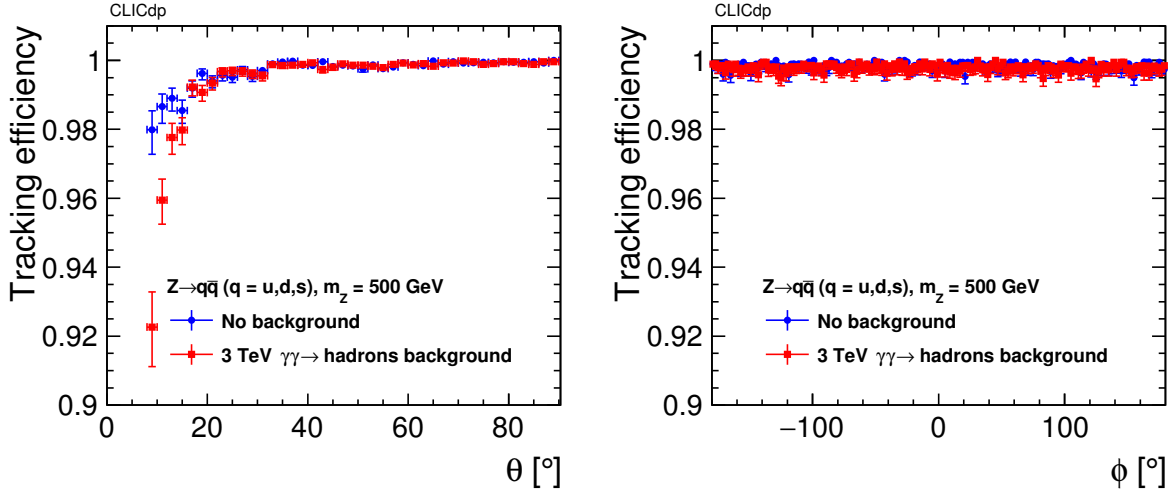 CLICdp
Tracking efficiency
1
0.98
0.96
0.94
0.92
0.9
Z→qq̅ (q = u,d,s), m_Z = 500 GeV
No background
3 TeV γγ→ hadrons background
0 20 40 60 80
θ [°]
CLICdp
Tracking efficiency
1
0.98
0.96
0.94
0.92
0.9
Z→qq̅ (q = u,d,s), m_Z = 500 GeV
No background
3 TeV γγ→ hadrons background
−100 0 100
ϕ [°]